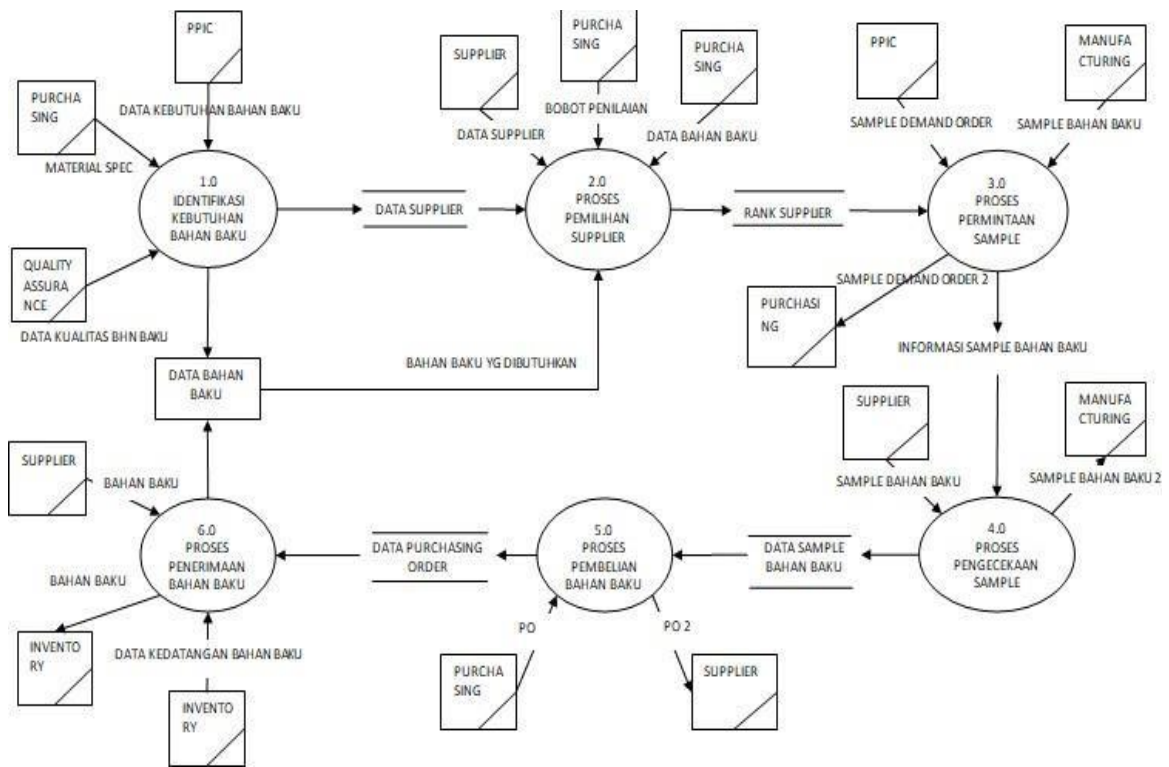 PPIC
PURCHA
SING
DATA KEBUTUHAN BAHAN BAKU
MATERIAL SPEC
1.0
IDENTIFIKASI
KEBUTUHAN
BAHAN BAKU
QUALITY
ASSURA
NCE
DATA KUALITAS BHN BAKU
DATA SUPPLIER
SUPPLIER
PURCHA
SING
PURCHA
SING
BOBOT PENILAIAN
DATA SUPPLIER
DATA BAHAN BAKU
2.0
PROSES
PEMILIHAN
SUPPLIER
RANK SUPPLIER
PPIC
MANUFA
CTURING
SAMPLE DEMAND ORDER
SAMPLE BAHAN BAKU
3.0
PROSES
PERMINTAAN
SAMPLE
SAMPLE DEMAND ORDER 2
PURCHASI
NG
INFORMASI SAMPLE BAHAN BAKU
DATA BAHAN
BAKU
BAHAN BAKU YG DIBUTUHKAN
SUPPLIER
MANUFA
CTURING
SAMPLE BAHAN BAKU
SAMPLE BAHAN BAKU 2
4.0
PROSES
PENGECEKAAN
SAMPLE
DATA SAMPLE
BAHAN BAKU
5.0
PROSES
PEMBELIAN
BAHAN BAKU
PO
PO 2
PURCHA
SING
SUPPLIER
DATA PURCHASING
ORDER
SUPPLIER
BAHAN BAKU
6.0
PROSES
PENERIMAAN
BAHAN BAKU
BAHAN BAKU
INVENTO
RY
DATA KEDATANGAN BAHAN BAKU
INVENTO
RY